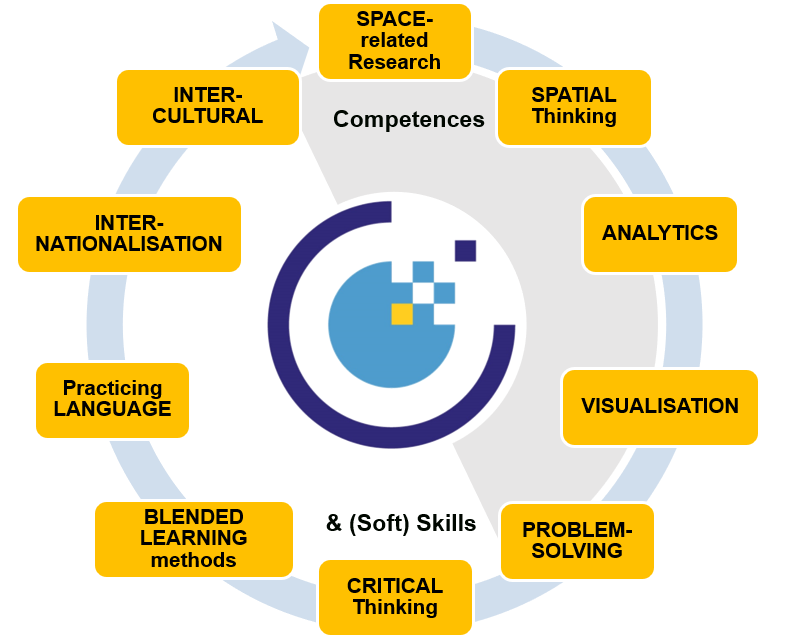 SPACE-
related
Research
Competences
SPATIAL
Thinking
ANALYTICS
VISUALISATION
PROBLEM-
SOLVING
& (Soft) Skills
CRITICAL
Thinking
BLENDED
LEARNING
methods
Practicing
LANGUAGE
INTER-
NATIONALISATION
INTER-
CULTURAL